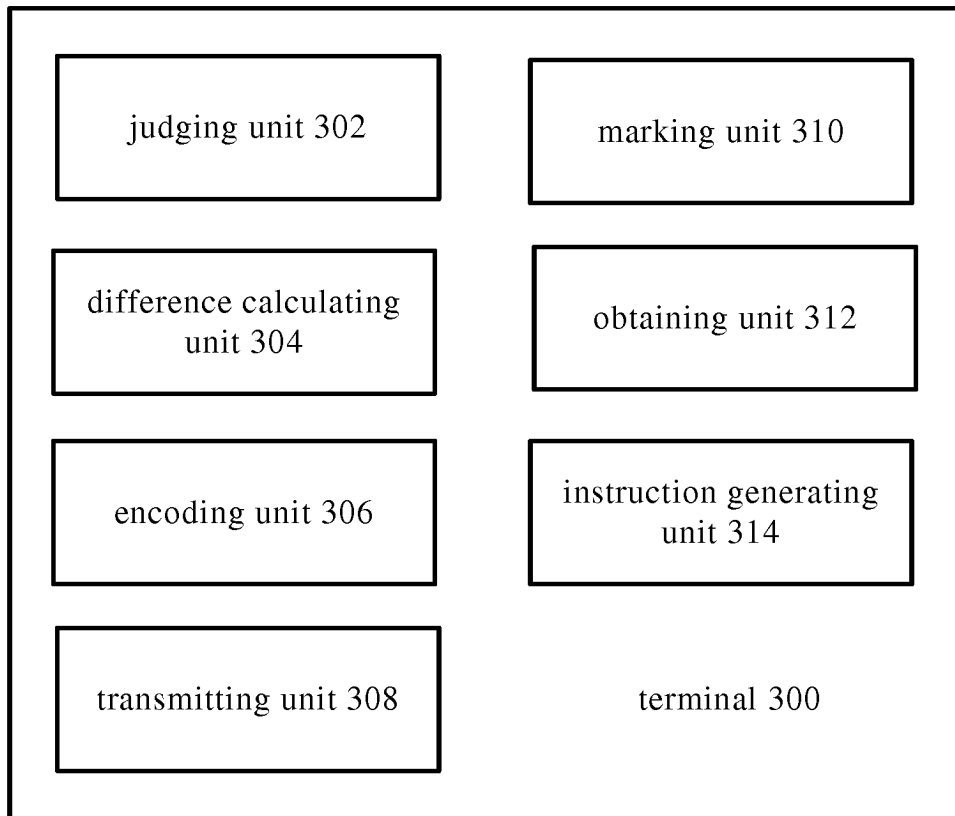 judging unit 302
marking unit 310
difference calculating
unit 304
obtaining unit 312
encoding unit 306
instruction generating
unit 314
transmitting unit 308
terminal 300